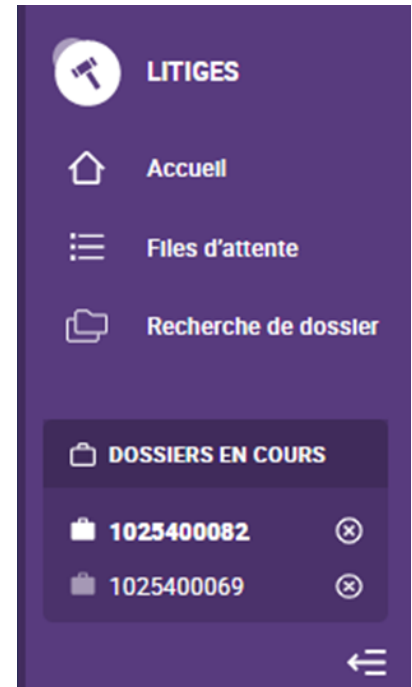 LITIGES
Accueil
Files d'attente
Recherche de dossier
DOSSIERS EN COURS
1025400082
1025400069